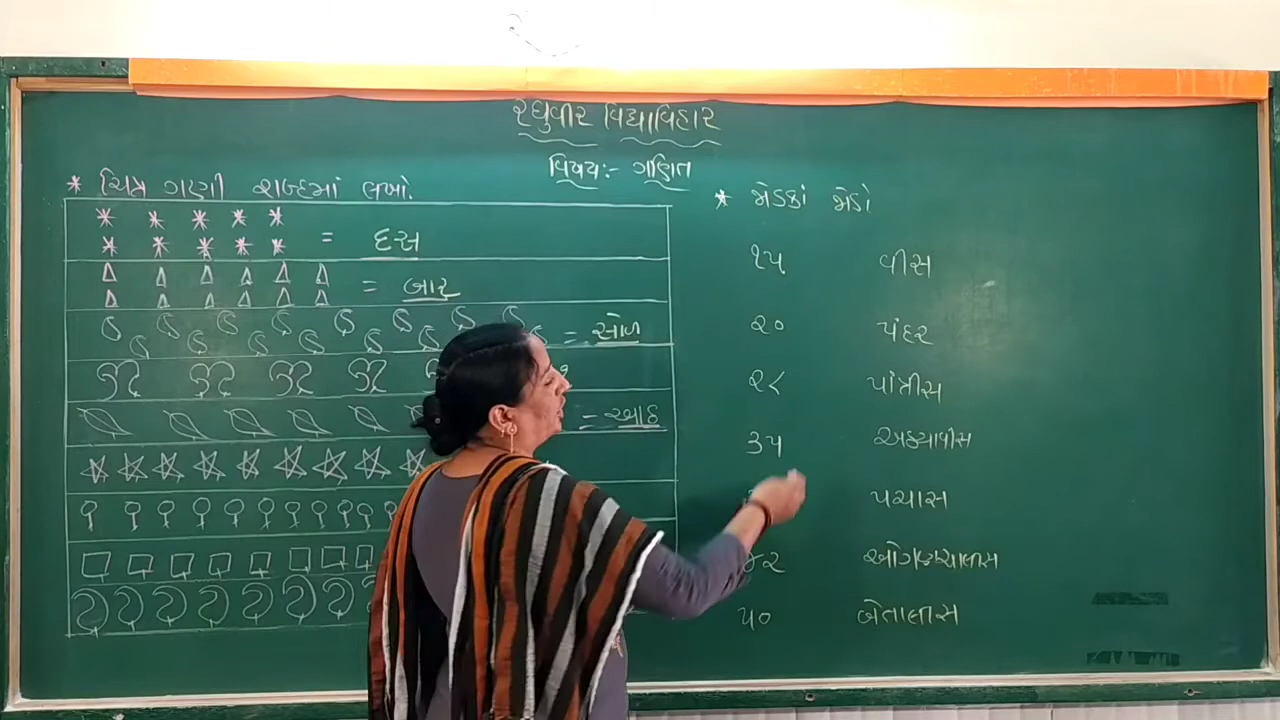 રઘુવીર વિદ્યાવિહાર
વિષયઃ- ગણિત
* ચિત્ર ગણી શબ્દમાં લખો.
= દસ
= બાર
= સોળ
= આઠ
* જોડકાં જોડો
૧૫ વીસ
૨૦ પંદર
૨૮ પાંત્રીસ
૩૫ અઠ્યાવીસ
પચાસ
૪૨ ઓગણચાલીસ
૫૦ બેતાલીસ